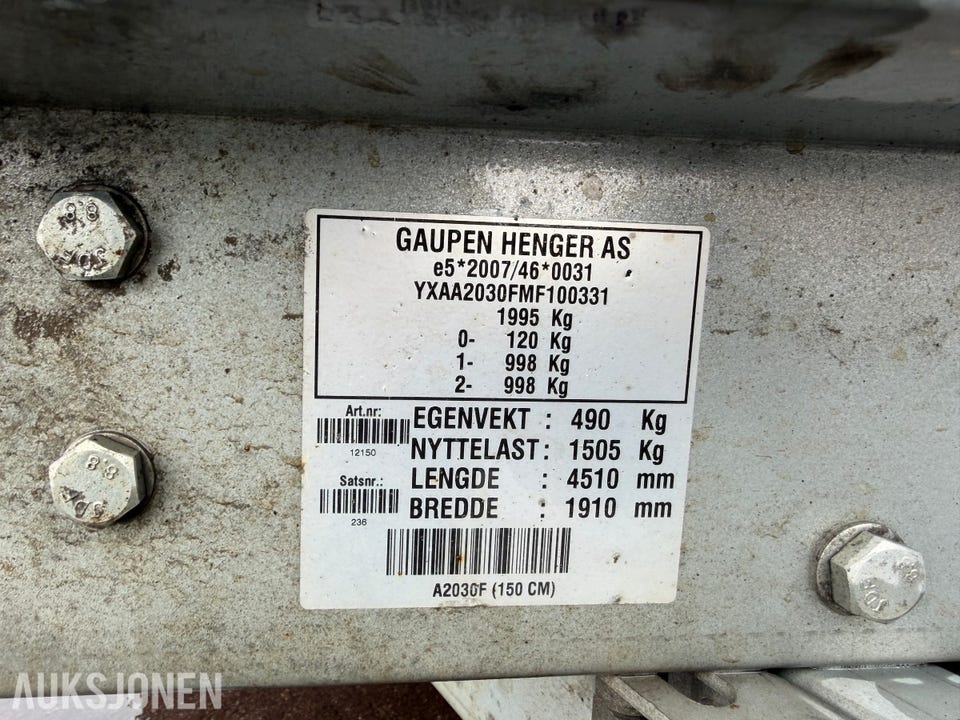 GAUPEN HENGER AS
e5*2007/46*0031
YXAA2030FMF100331
1995 Kg
0- 120 Kg
1- 998 Kg
2- 998 Kg
Art.nr:
12150
EGENVEKT : 490 Kg
NYTTELAST : 1505 Kg
Satsnr.:
236
LENGDE : 4510 mm
BREDDE : 1910 mm
A2030F (150 CM)
8.8
8.8
AUKSJONEN